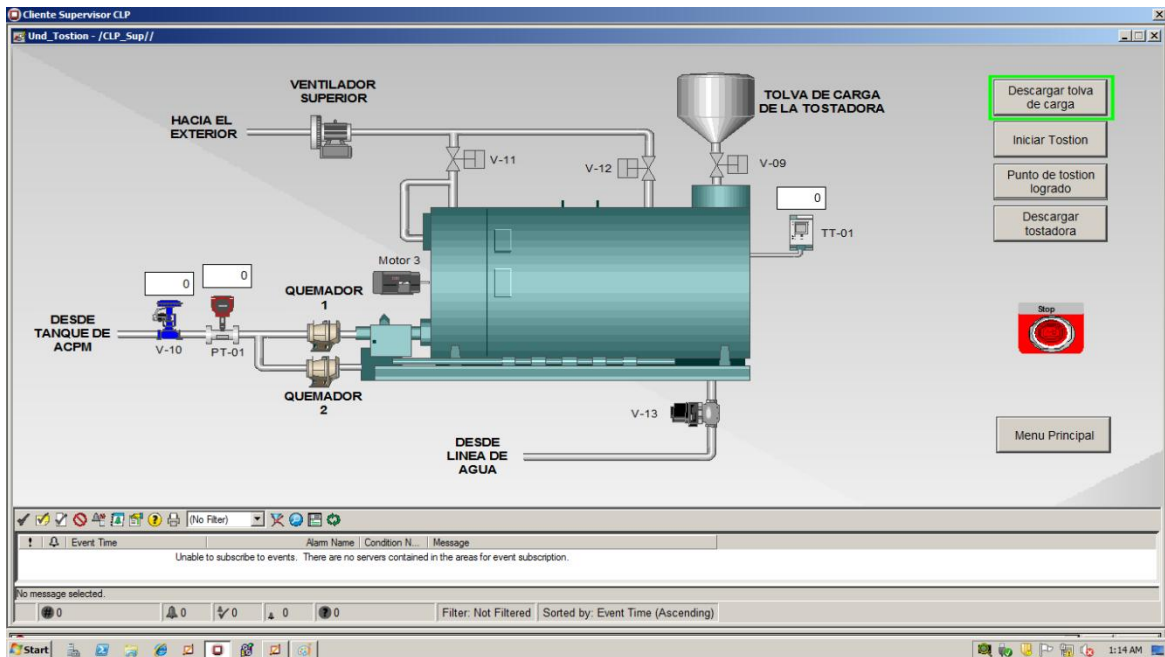 Cliente Supervisor CLP
Und_Tostion - /CLP_Sup//
VENTILADOR
SUPERIOR
HACIA EL
EXTERIOR
TOLVA DE CARGA
DE LA TOSTADORA
V-11
V-12
V-09
0
TT-01
Motor 3
0
0
QUEMADOR
1
DESDE
TANQUE DE
ACPM
V-10
PT-01
QUEMADOR
2
V-13
DESDE
LINEA DE
AGUA
Descargar tolva
de carga
Iniciar Tostion
Punto de tostion
logrado
Descargar
tostadora
Stop
Menu Principal
(No Filter)
! Event Time Alarm Name Condition N... Message
Unable to subscribe to events. There are no servers contained in the areas for event subscription.
No message selected.
0 0 0 0 0 Filter: Not Filtered Sorted by: Event Time (Ascending)
Start 1:14 AM